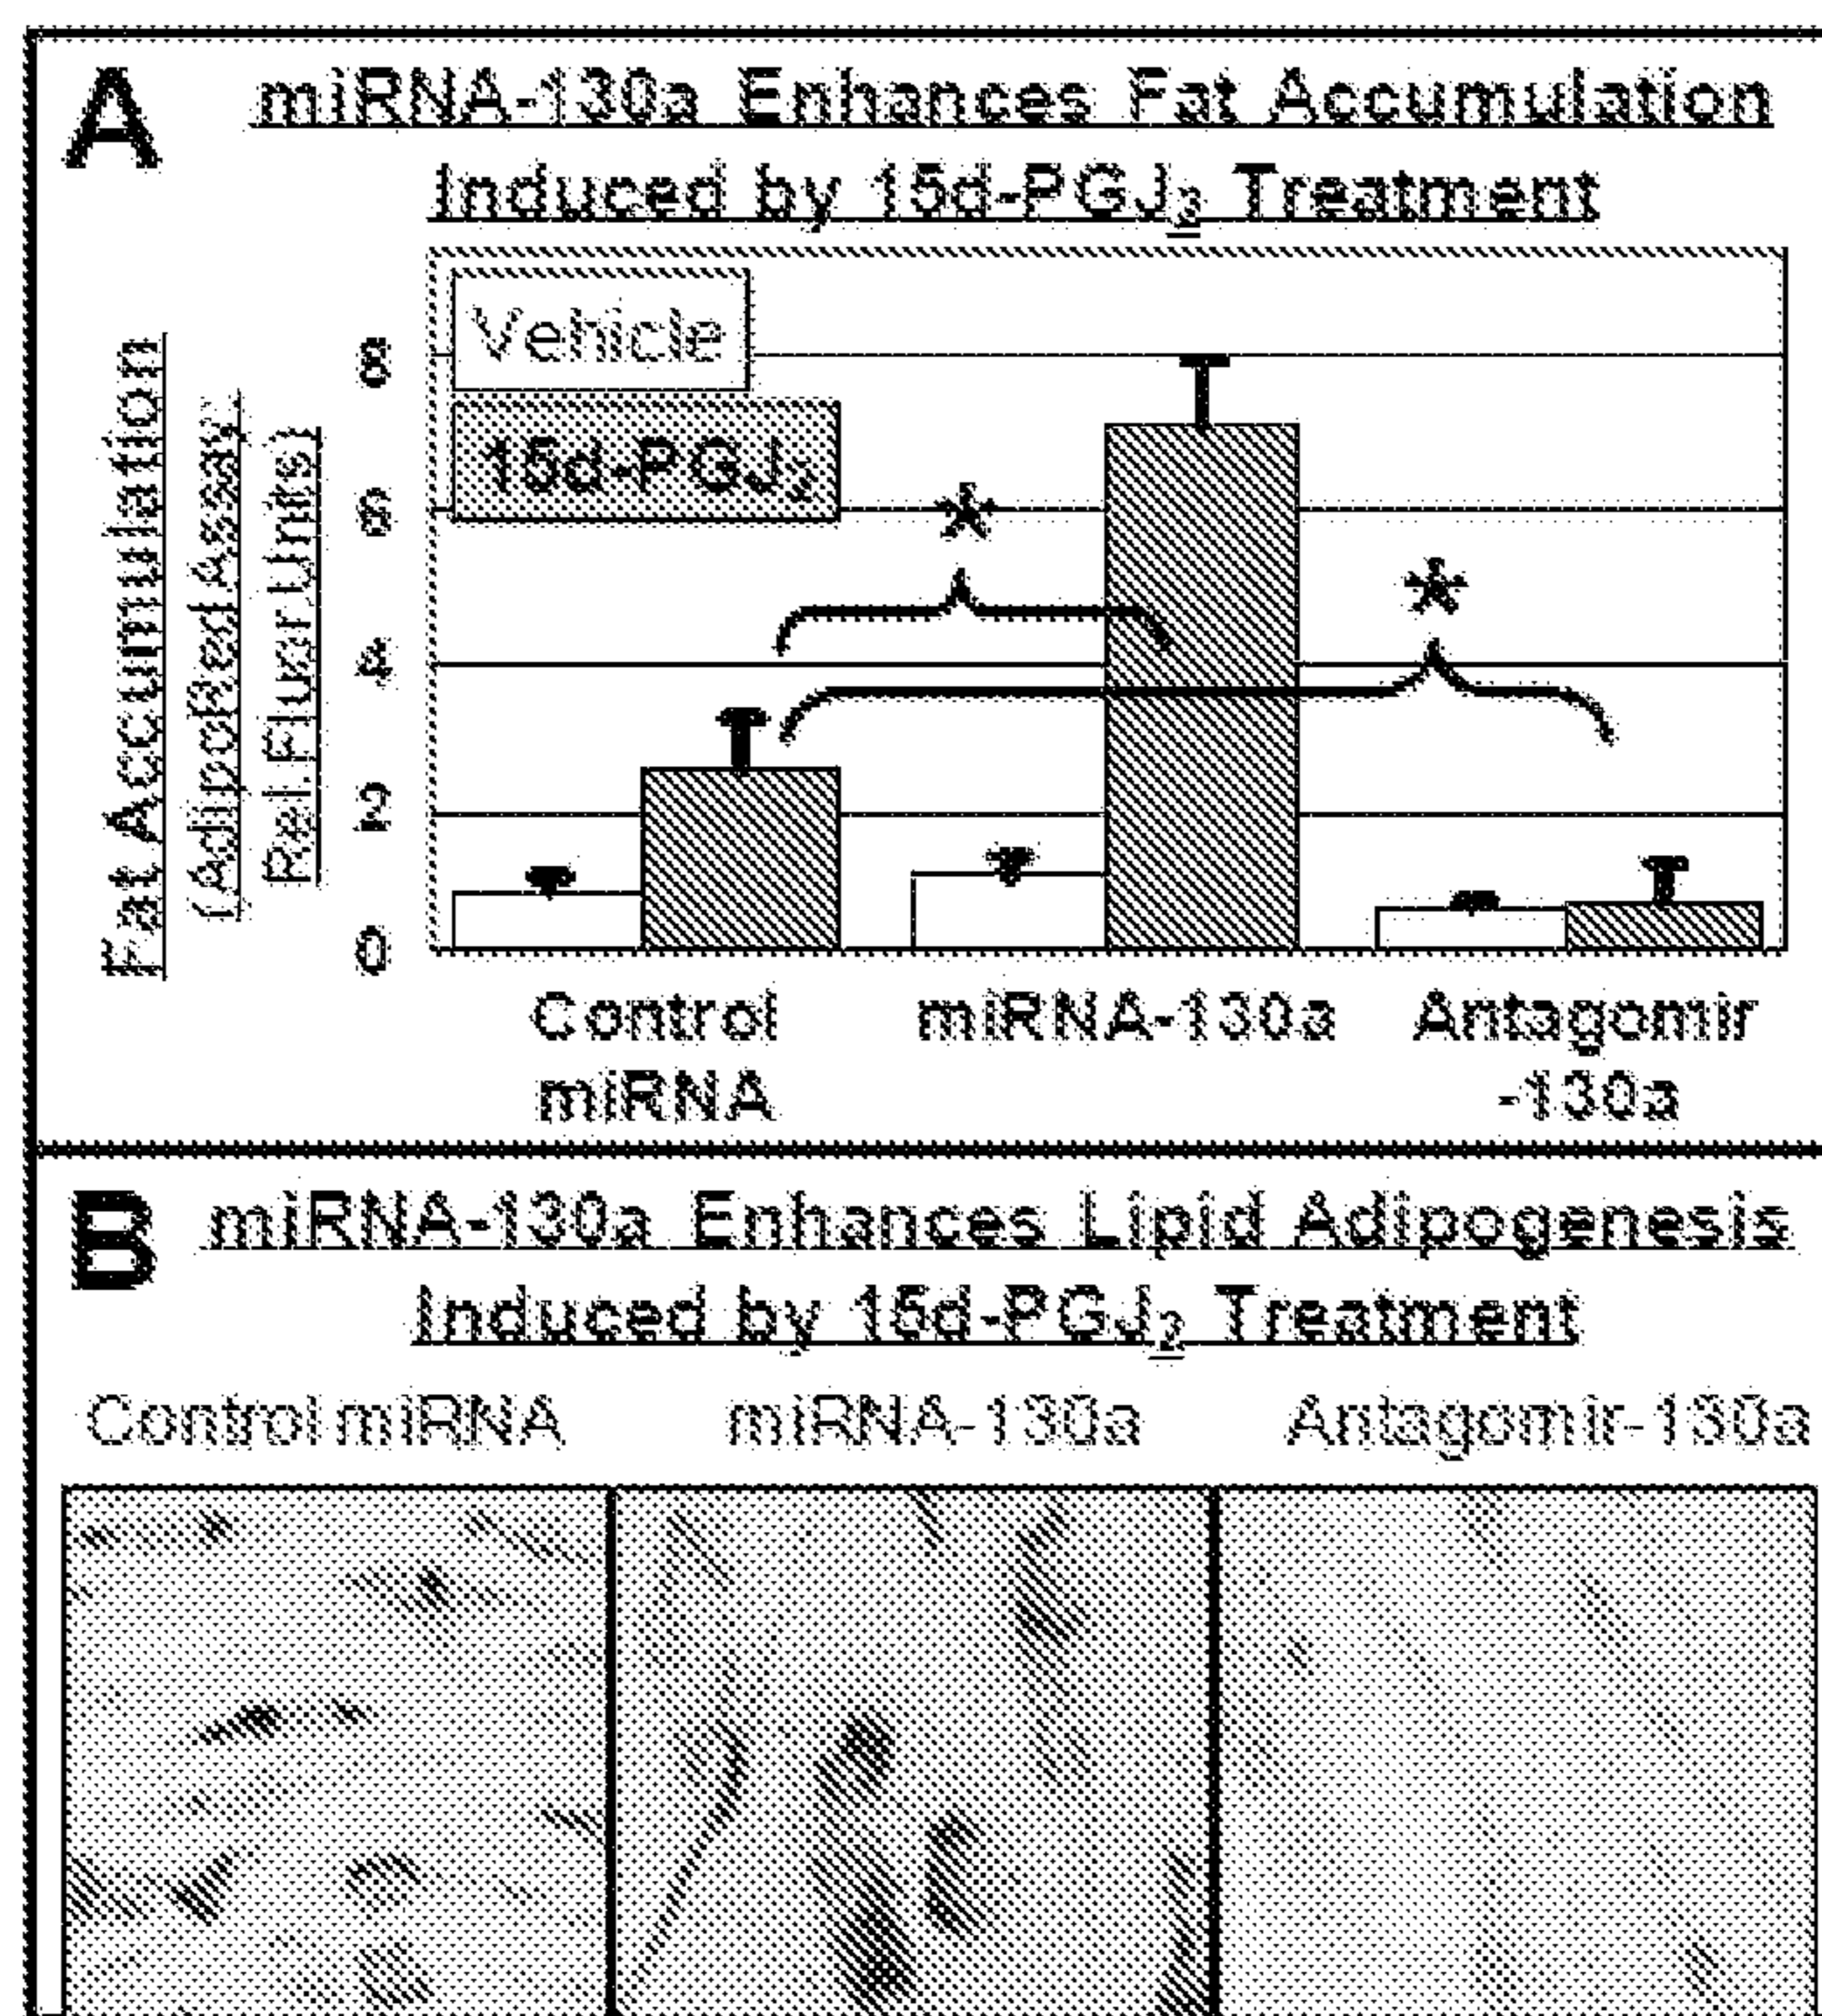 A
miRNA-130a Enhances Fat Accumulation
Induced by 15d-PGJ₂ Treatment
Vehicle
15d-PGJ₂
Fat Accumulation
(AdipoRed Assay,
Rel. Fluor Units)
8
6
4
2
0
*
*
Control
miRNA
miRNA-130a
Antagomir
-130a
B
miRNA-130a Enhances Lipid Adipogenesis
Induced by 15d-PGJ₂ Treatment
Control miRNA
miRNA-130a
Antagomir-130a